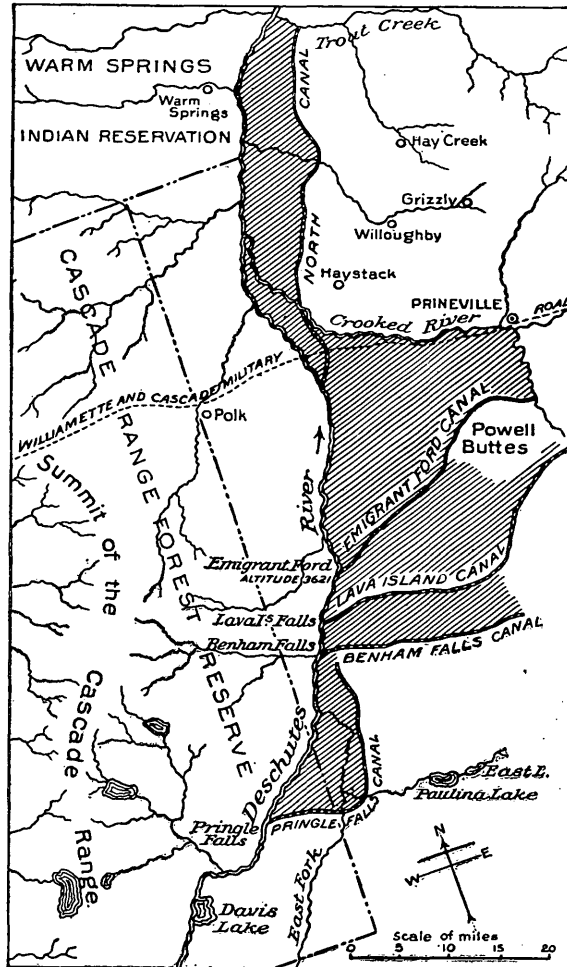 Trout Creek
WARM SPRINGS
Warm
Springs
CANAL
INDIAN RESERVATION
Hay Creek
Grizzly
Willoughby
NORTH
Haystack
PRINEVILLE
ROAD
Crooked River
CASCADE RANGE FOREST RESERVE
WILLIAMETTE AND CASCADE MILITARY
Polk
EMIGRANT FORD CANAL
Powell
Buttes
Summit of the
Cascade
Range
River
Emigrant Ford
ALTITUDE 3621
LAVA ISLAND CANAL
Lava Is Falls
Benham Falls
BENHAM FALLS CANAL
Deschutes
PRINGLE FALLS CANAL
East L.
Paulina Lake
Pringle
Falls
East Fork
Davis
Lake
N
W
E
Scale of miles
0 5 10 15 20